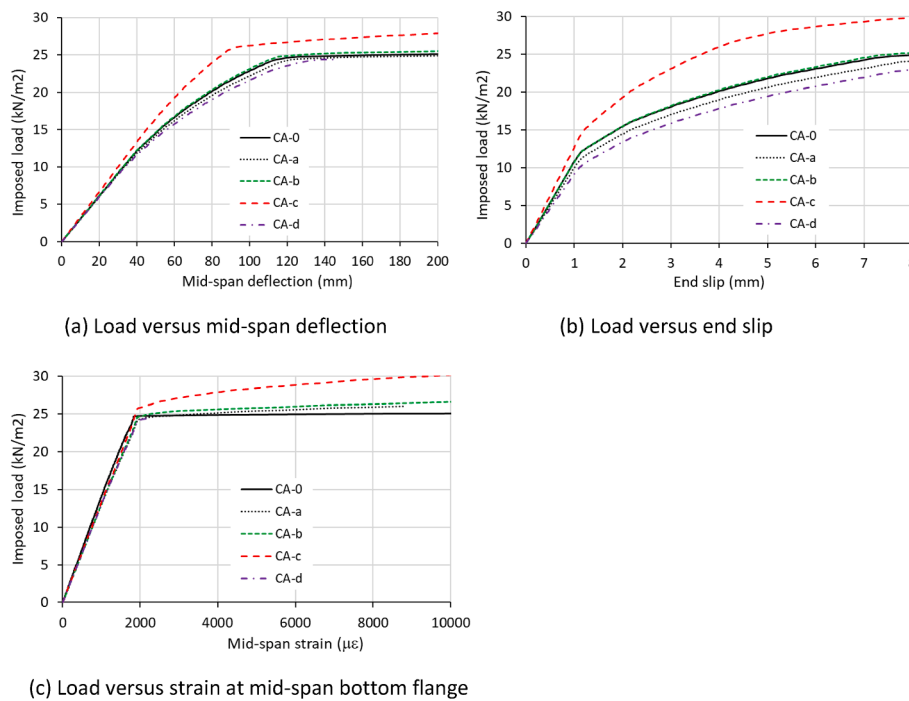 30
25
20
15
10
5
0
Imposed load (kN/m2)
CA-0
CA-a
CA-b
CA-c
CA-d
0 20 40 60 80 100 120 140 160 180 200
Mid-span deflection (mm)
(a) Load versus mid-span deflection
30
25
20
15
10
5
0
Imposed load (kN/m2)
CA-0
CA-a
CA-b
CA-c
CA-d
0 1 2 3 4 5 6 7
End slip (mm)
(b) Load versus end slip
30
25
20
15
10
5
0
Imposed load (kN/m2)
CA-0
CA-a
CA-b
CA-c
CA-d
0 2000 4000 6000 8000 10000
Mid-span strain (με)
(c) Load versus strain at mid-span bottom flange